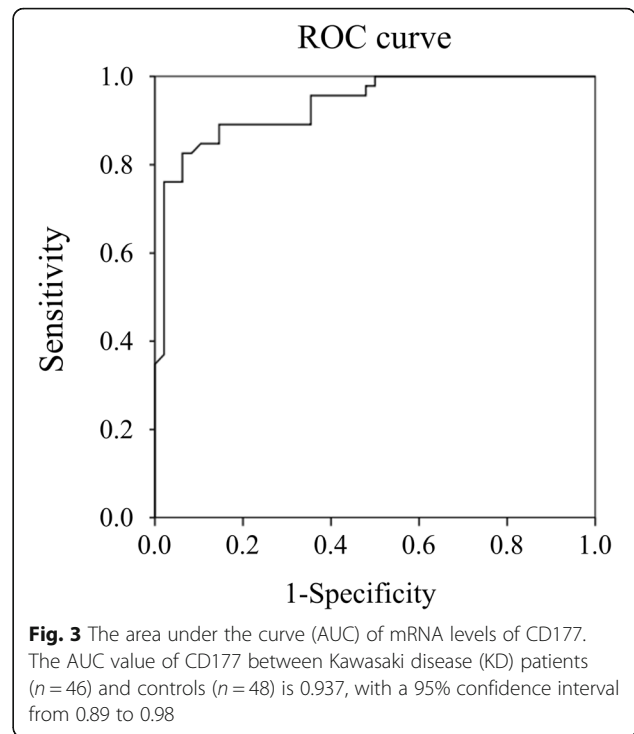 ROC curve
1.0
0.8
0.6
0.4
0.2
0.0
Sensitivity
0.0 0.2 0.4 0.6 0.8 1.0
1-Specificity
Fig. 3 The area under the curve (AUC) of mRNA levels of CD177.
The AUC value of CD177 between Kawasaki disease (KD) patients
(n = 46) and controls (n = 48) is 0.937, with a 95% confidence interval
from 0.89 to 0.98